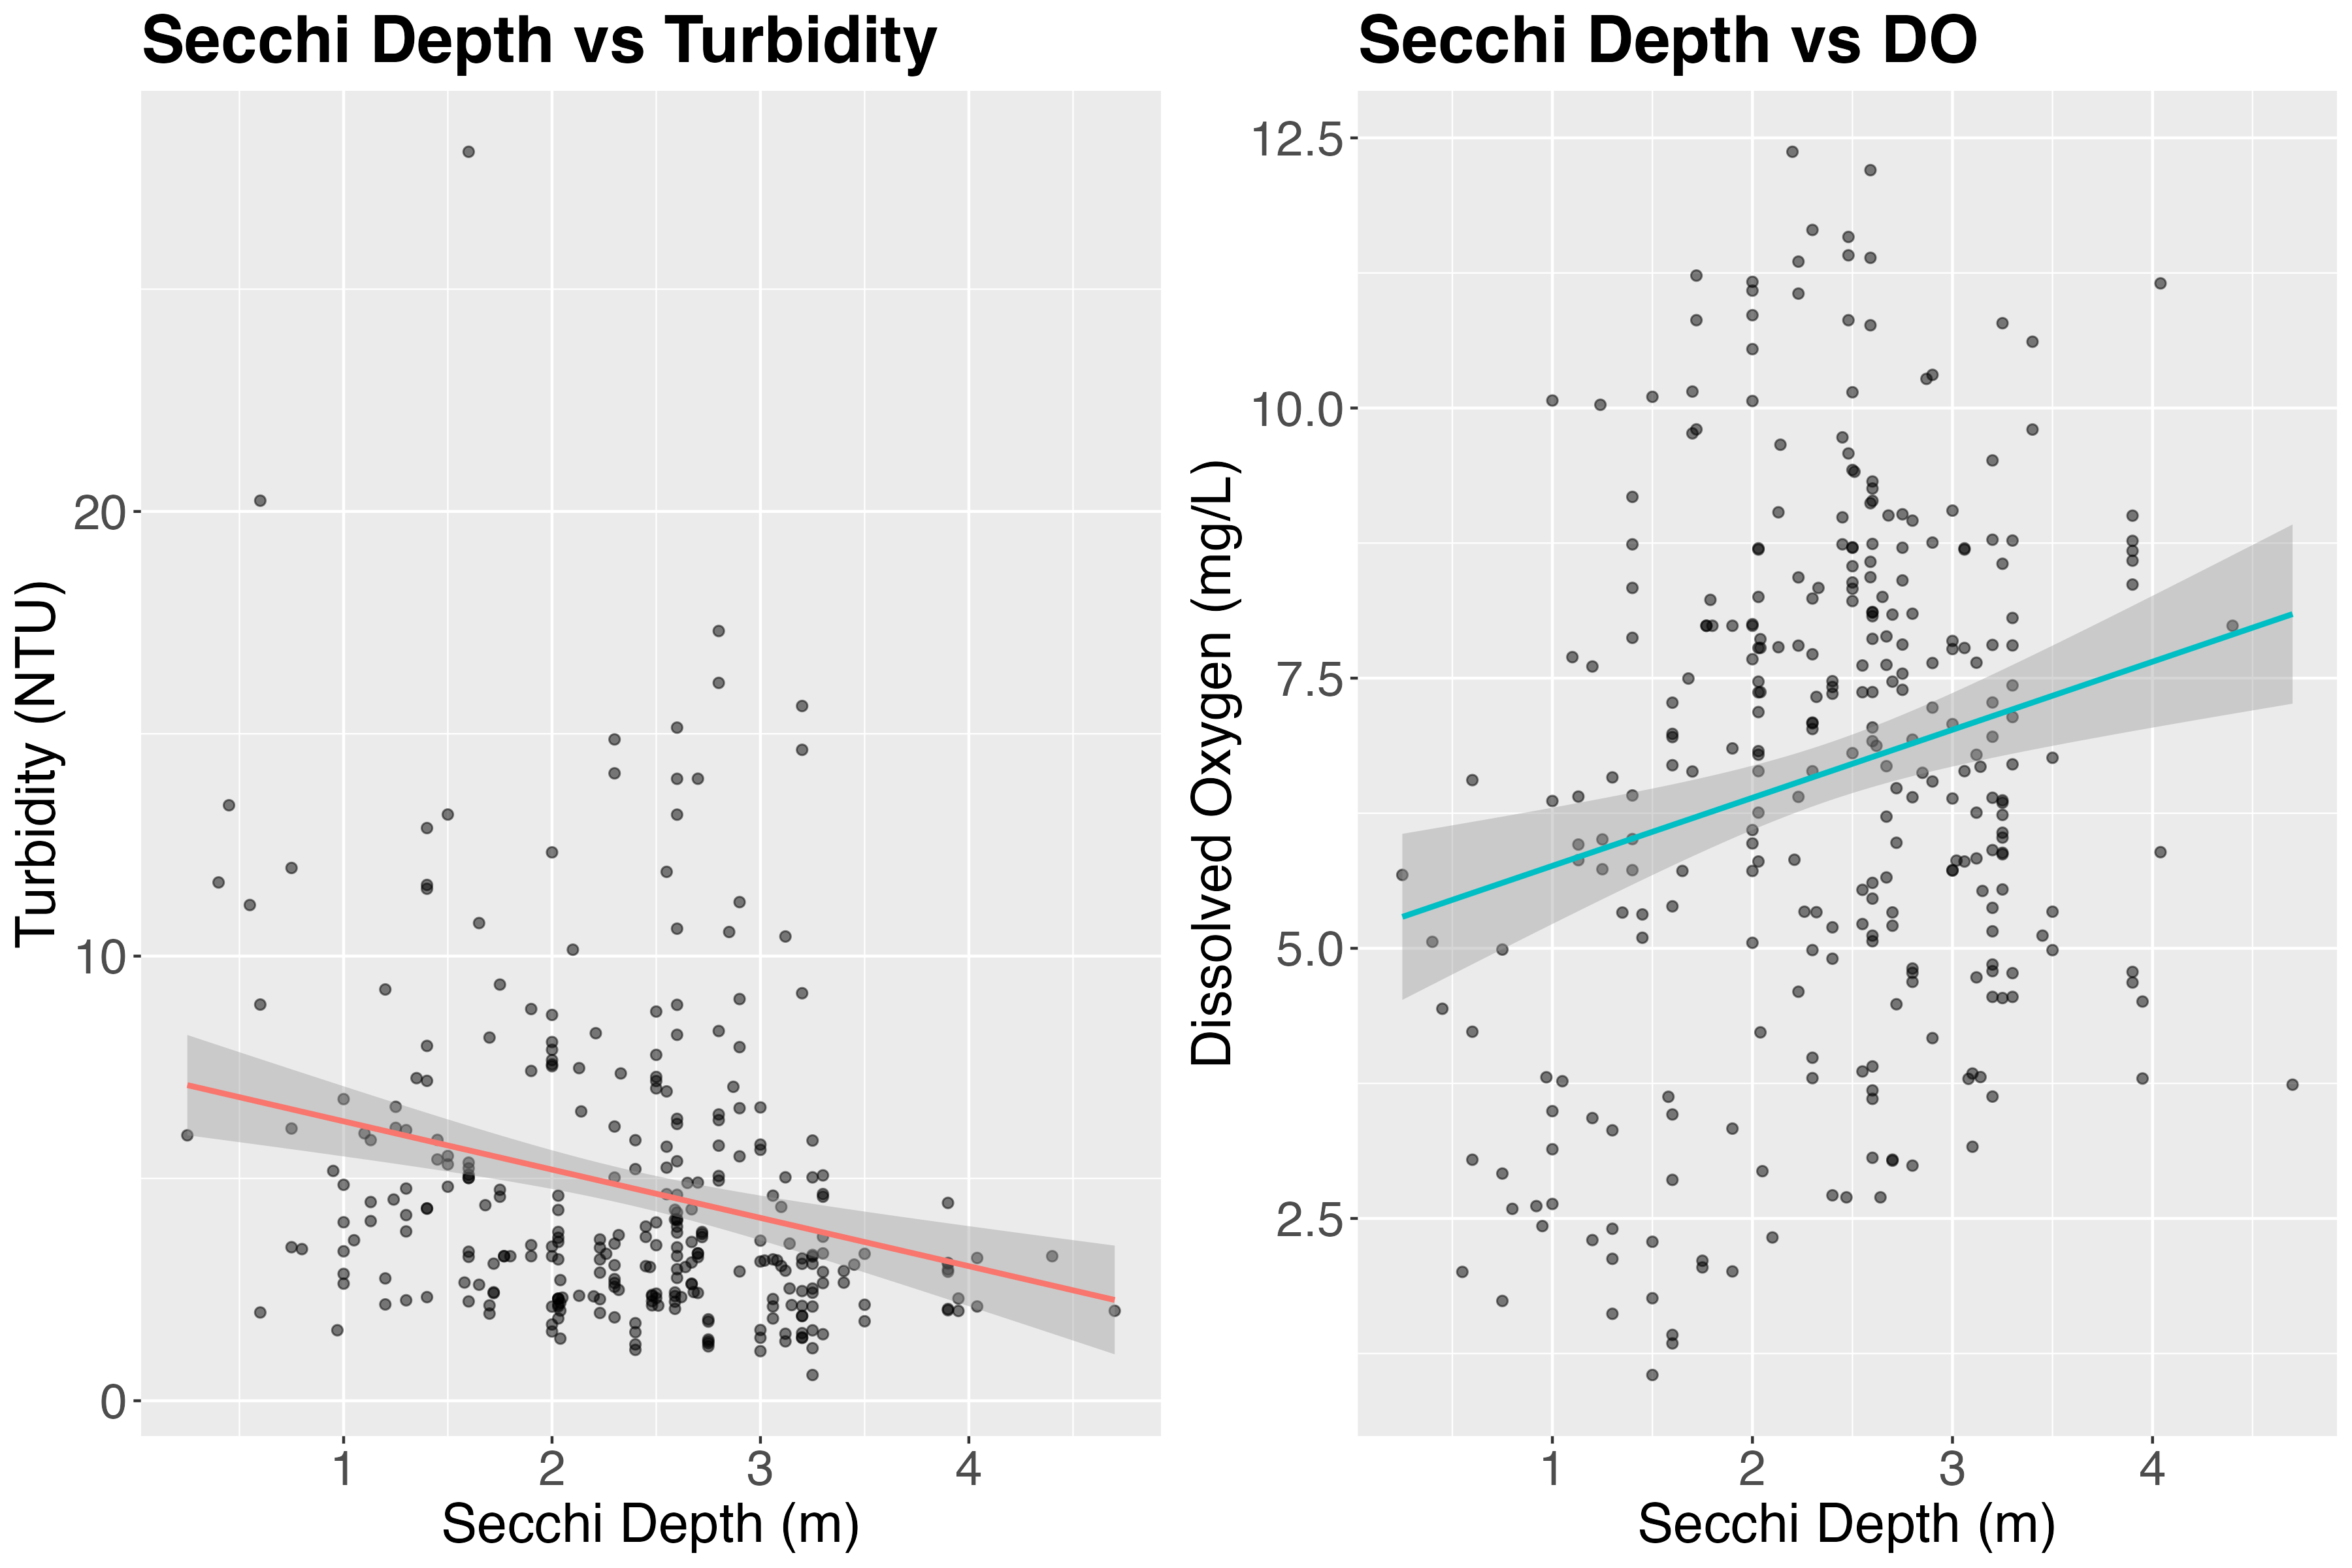 Secchi Depth vs Turbidity
Turbidity (NTU)
20
10
0
1 2 3 4
Secchi Depth (m)
Secchi Depth vs DO
Dissolved Oxygen (mg/L)
12.5
10.0
7.5
5.0
2.5
1 2 3 4
Secchi Depth (m)